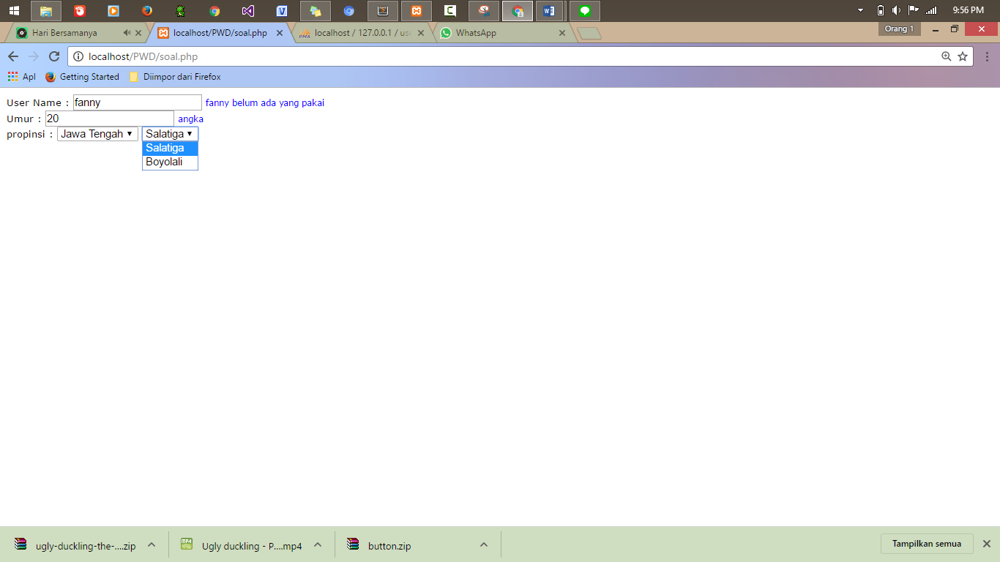 9:56 PM
Hari Bersamanya
localhost/PWD/soal.php
localhost / 127.0.0.1 / us
WhatsApp
Orang 1
localhost/PWD/soal.php
Apl
Getting Started
Diimpor dari Firefox
User Name : fanny fanny belum ada yang pakai
Umur : 20 angka
propinsi : Jawa Tengah Salatiga
Salatiga
Boyolali
ugly-duckling-the-....zip
Ugly duckling - P....mp4
button.zip
Tampilkan semua